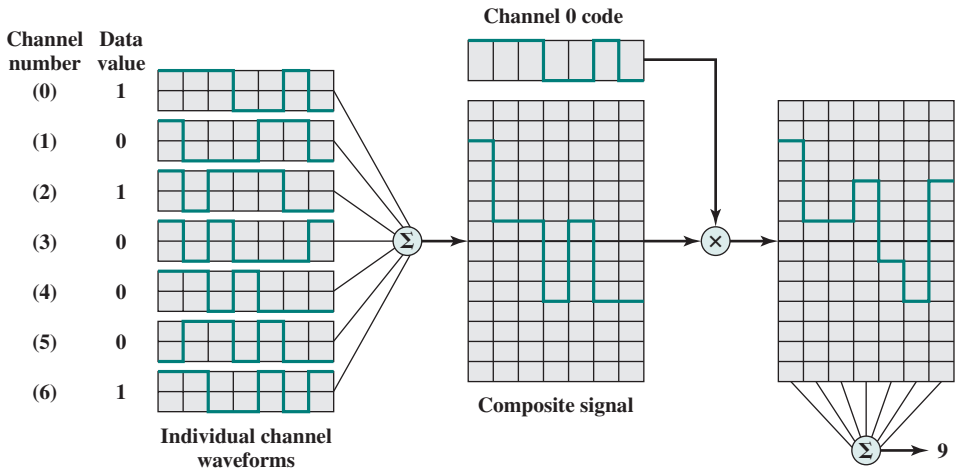 Channel 0 code
Channel number
Data value
(0) 1
(1) 0
(2) 1
(3) 0
(4) 0
(5) 0
(6) 1
Σ
×
Composite signal
Individual channel
waveforms
Σ
9